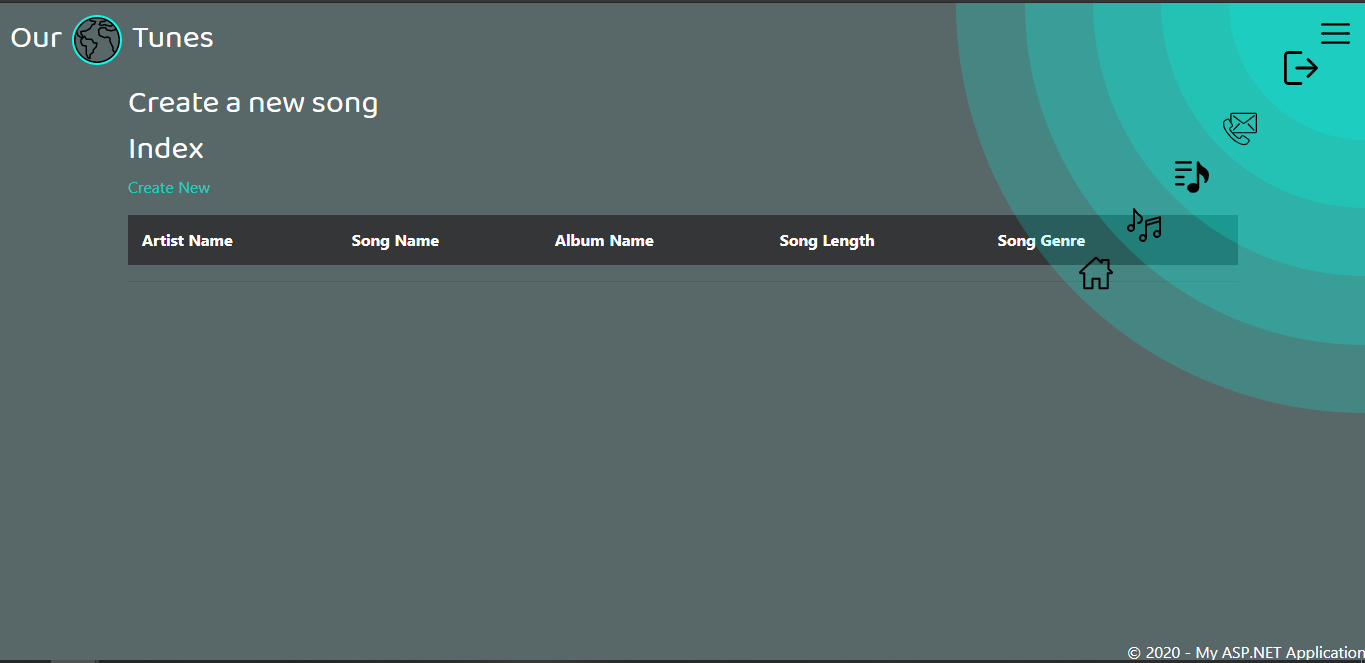 Our Tunes
Create a new song
Index
Create New
Artist Name Song Name Album Name Song Length Song Genre
© 2020 - My ASP.NET Application